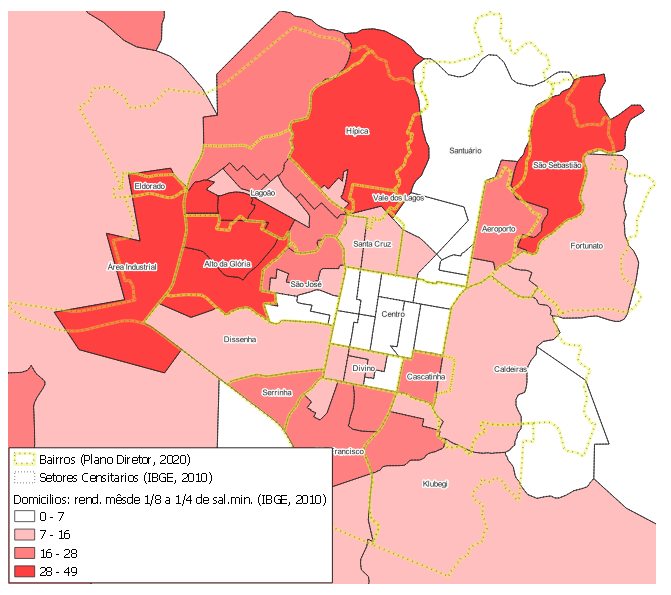 Hípica
Santuário
São Sebastião
Eldorado
Lagoão
Vale dos Lagos
Aeroporto
Santa Cruz
Fortunato
Área Industrial
Alto da Glória
São José
Centro
Dissenha
Divino
Cascatinha
Caldeiras
Serrinha
Francisco
Klubegi
Bairros (Plano Diretor, 2020)
Setores Censitarios (IBGE, 2010)
Domicilios: rend. mêsde 1/8 a 1/4 de sal.min. (IBGE, 2010)
0 - 7
7 - 16
16 - 28
28 - 49